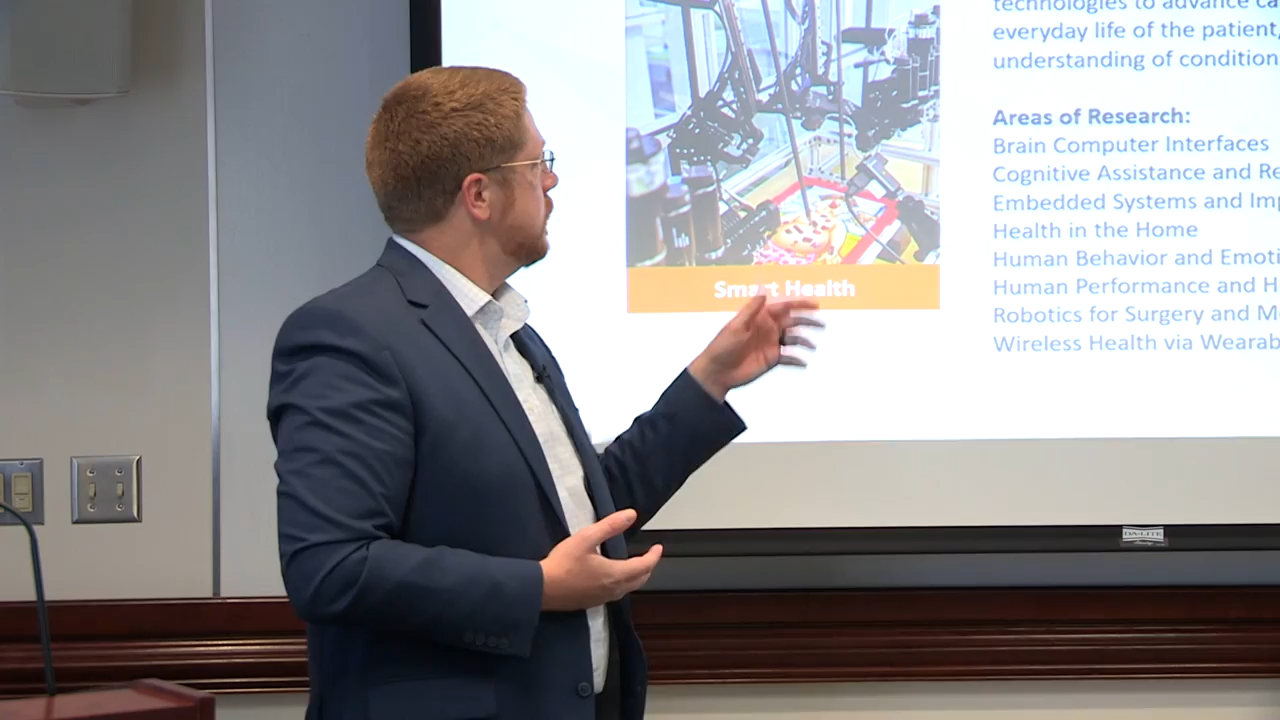 technologies to advance ca
everyday life of the patient,
understanding of condition
Areas of Research:
Brain Computer Interfaces
Cognitive Assistance and Re
Embedded Systems and Imp
Health in the Home
Human Behavior and Emoti
Human Performance and H
Robotics for Surgery and M
Wireless Health via Wearab
Smart Health
DA-LITE